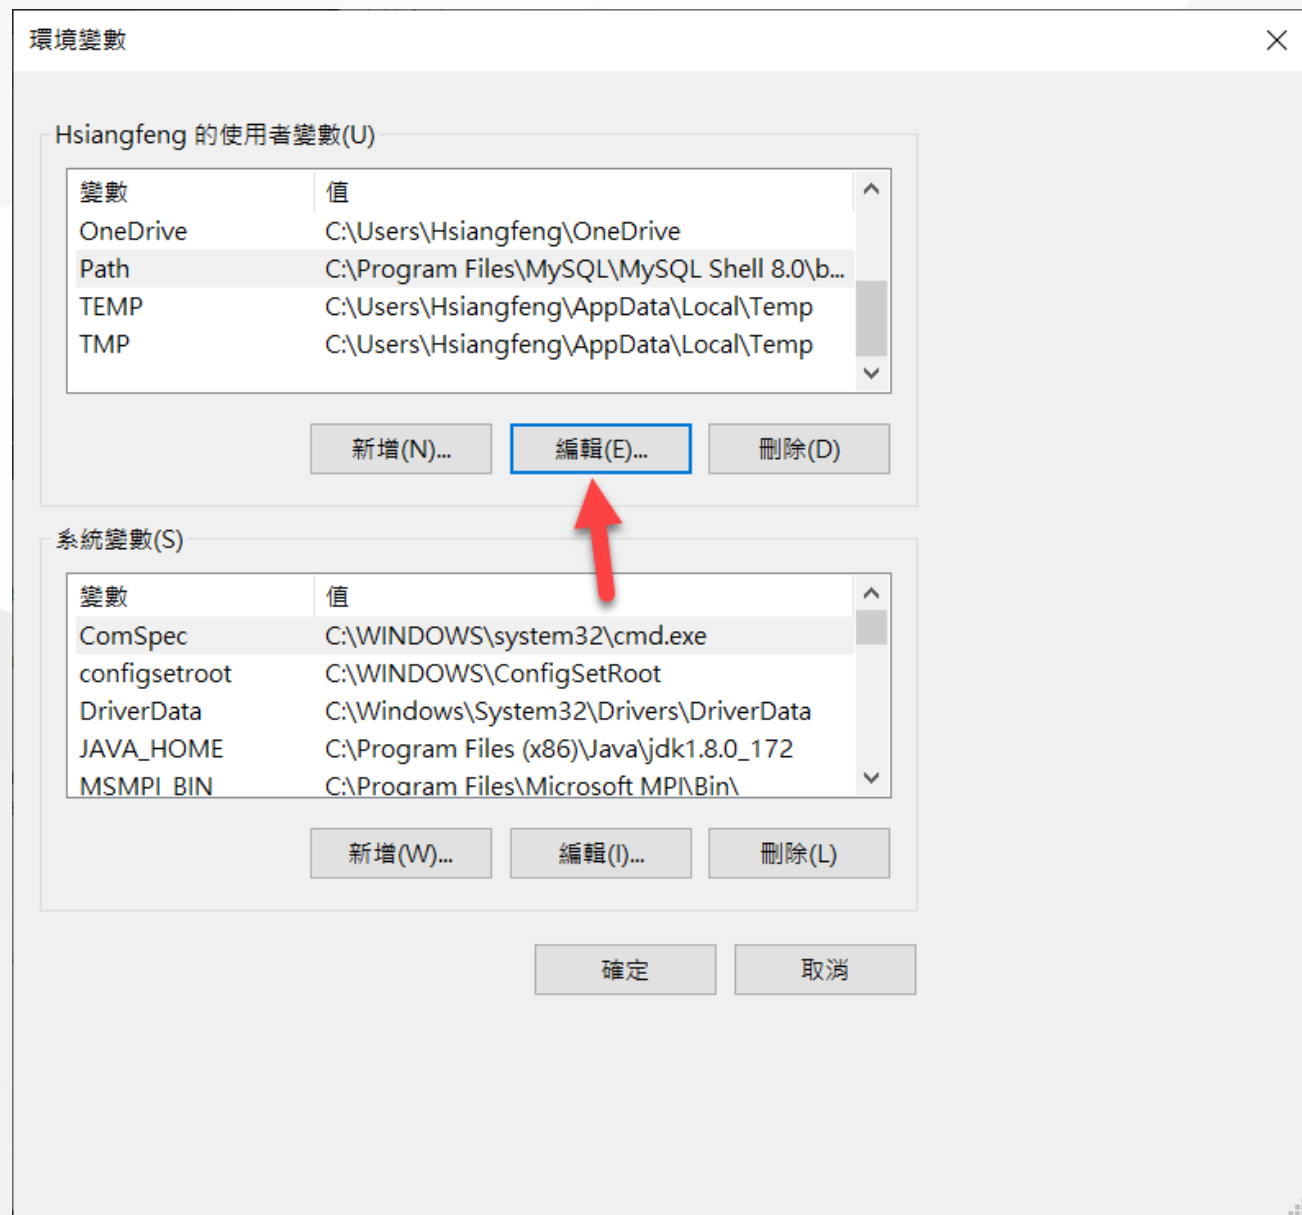 環境變數
Hsiangfeng 的使用者變數(U)
變數 值
OneDrive C:\Users\Hsiangfeng\OneDrive
Path C:\Program Files\MySQL\MySQL Shell 8.0\b...
TEMP C:\Users\Hsiangfeng\AppData\Local\Temp
TMP C:\Users\Hsiangfeng\AppData\Local\Temp
新增(N)... 編輯(E)... 刪除(D)
系統變數(S)
變數 值
ComSpec C:\WINDOWS\system32\cmd.exe
configsetroot C:\WINDOWS\ConfigSetRoot
DriverData C:\Windows\System32\Drivers\DriverData
JAVA_HOME C:\Program Files (x86)\Java\jdk1.8.0_172
MSMPI_BIN C:\Program Files\Microsoft MPI\Bin\
新增(W)... 編輯(I)... 刪除(L)
確定 取消